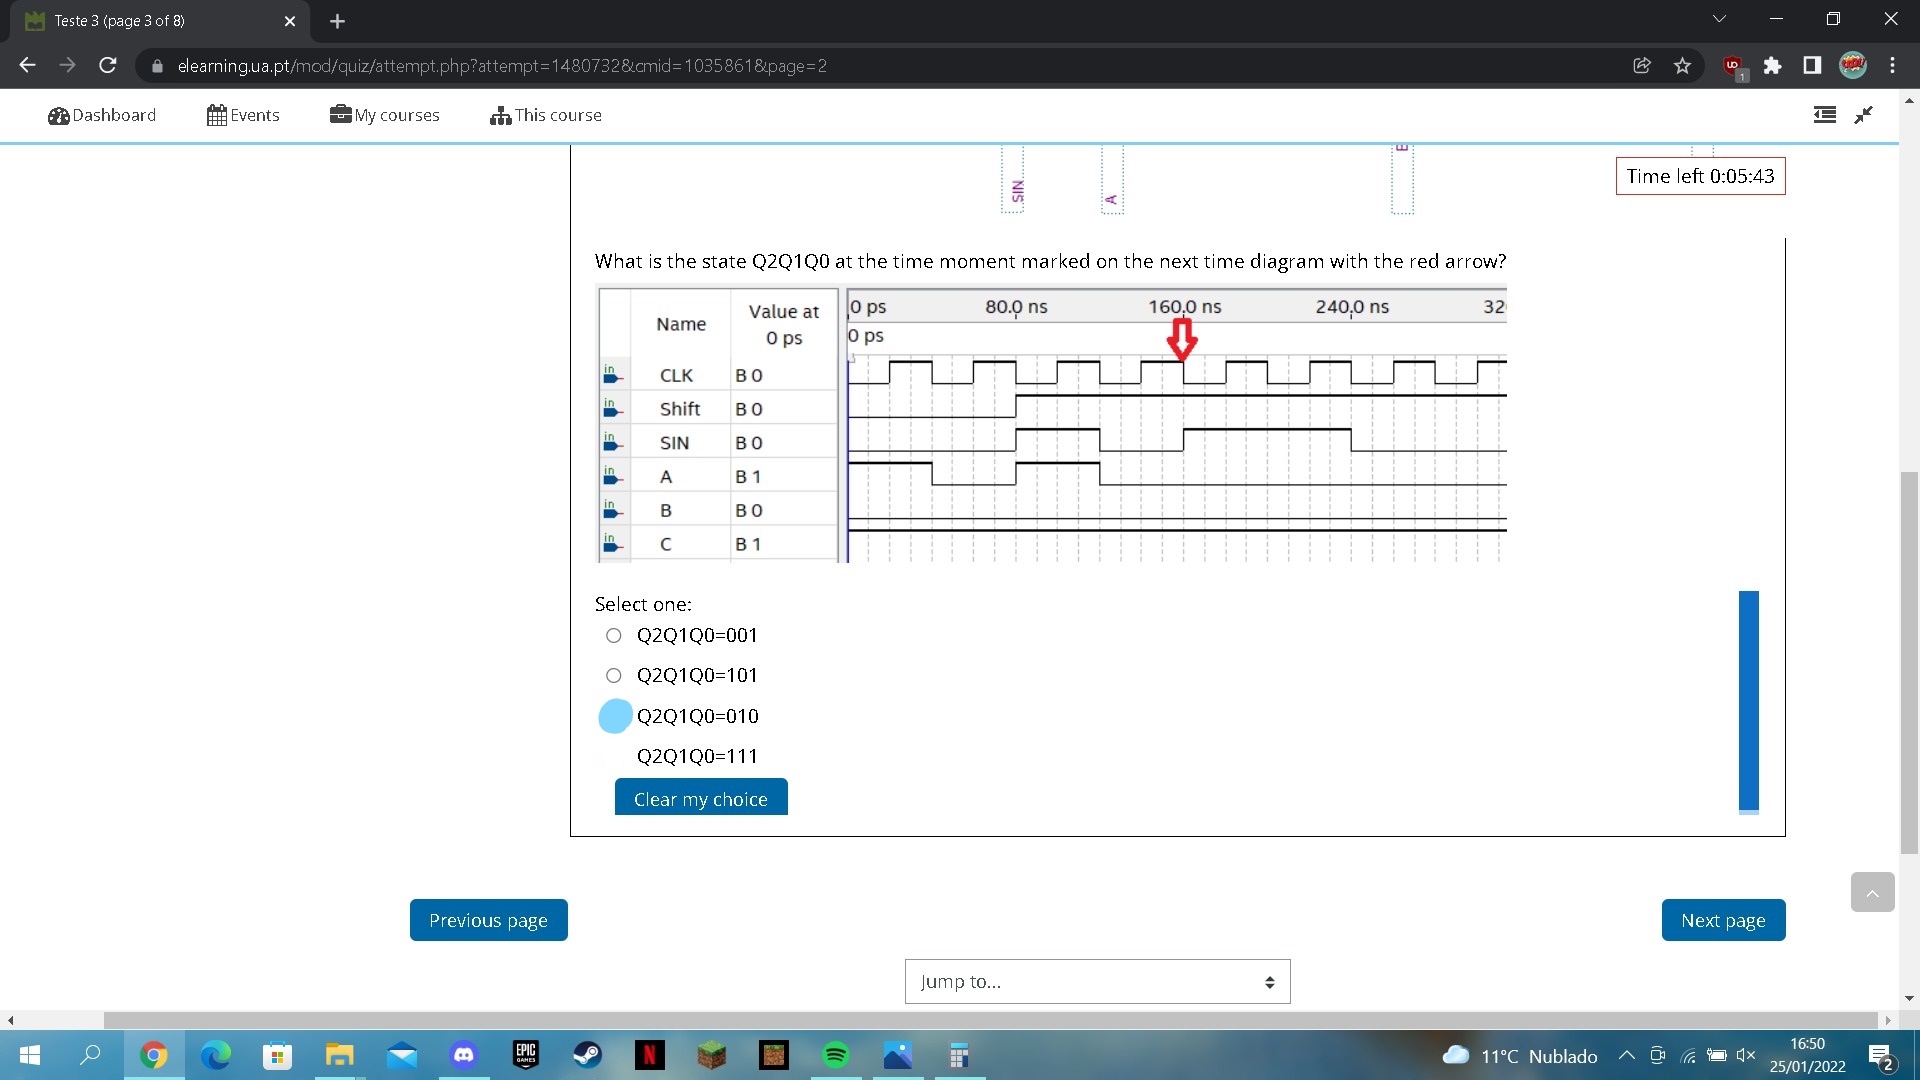 Teste 3 (page 3 of 8)
elearning.ua.pt/mod/quiz/attempt.php?attempt=1480732&cmid=1035861&page=2
UD
1
Dashboard Events My courses This course
SIN A E
Time left 0:05:43
What is the state Q2Q1Q0 at the time moment marked on the next time diagram with the red arrow?
Name Value at 0 ps
0 ps 80.0 ns 160.0 ns 240.0 ns 32
0 ps
in CLK B 0
in Shift B 0
in SIN B 0
in A B 1
in B B 0
in C B 1
Select one:
Q2Q1Q0=001
Q2Q1Q0=101
Q2Q1Q0=010
Q2Q1Q0=111
Clear my choice
Previous page
Next page
Jump to...
EPIC GAMES
N
11°C Nublado
16:50
25/01/2022
2